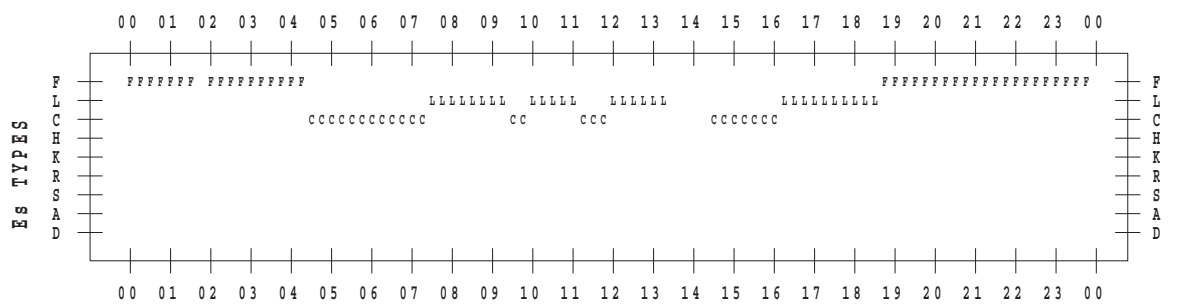 00 01 02 03 04 05 06 07 08 09 10 11 12 13 14 15 16 17 18 19 20 21 22 23 00
Es TYPES
F FFFFFFF FFFFFFFFFF FFFFFFFFFFFFFFFFFFFFF F
L LLLLLLLL LLLLL LLLLLL LLLLLLLLLL L
C CCCCCCCCCCCC CC CCC CCCCCCC C
H H
K K
R R
S S
A A
D D
00 01 02 03 04 05 06 07 08 09 10 11 12 13 14 15 16 17 18 19 20 21 22 23 00